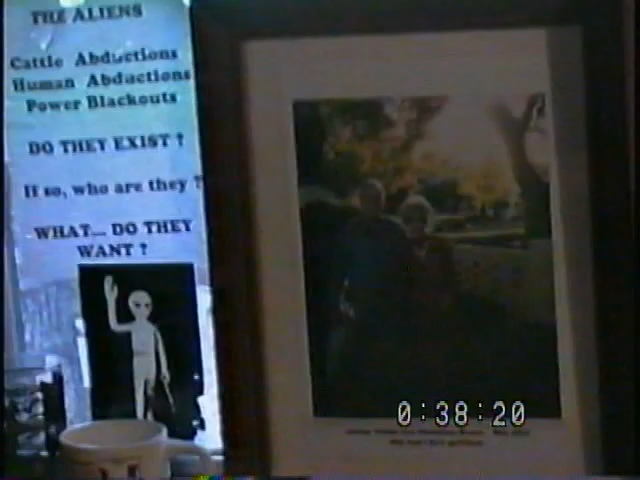 THE ALIENS
Cattle Abductions
Human Abductions
Power Blackouts
DO THEY EXIST ?
If so, who are they ?
WHAT... DO THEY
WANT ?
0:38:20